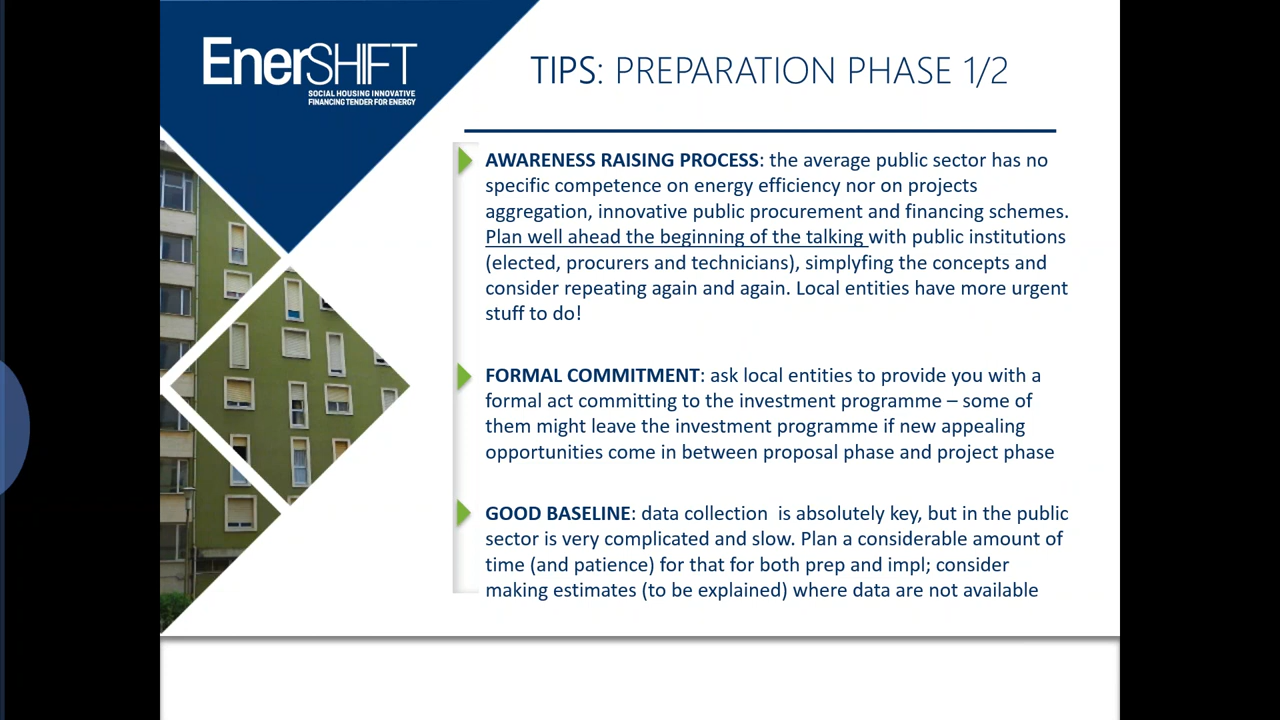 EnerSHIFT
SOCIAL HOUSING INNOVATIVE
FINANCING TENDER FOR ENERGY
TIPS: PREPARATION PHASE 1/2
AWARENESS RAISING PROCESS: the average public sector has no
specific competence on energy efficiency nor on projects
aggregation, innovative public procurement and financing schemes.
Plan well ahead the beginning of the talking with public institutions
(elected, procurers and technicians), simplyfing the concepts and
consider repeating again and again. Local entities have more urgent
stuff to do!
FORMAL COMMITMENT: ask local entities to provide you with a
formal act committing to the investment programme – some of
them might leave the investment programme if new appealing
opportunities come in between proposal phase and project phase
GOOD BASELINE: data collection  is absolutely key, but in the public
sector is very complicated and slow. Plan a considerable amount of
time (and patience) for that for both prep and impl; consider
making estimates (to be explained) where data are not available